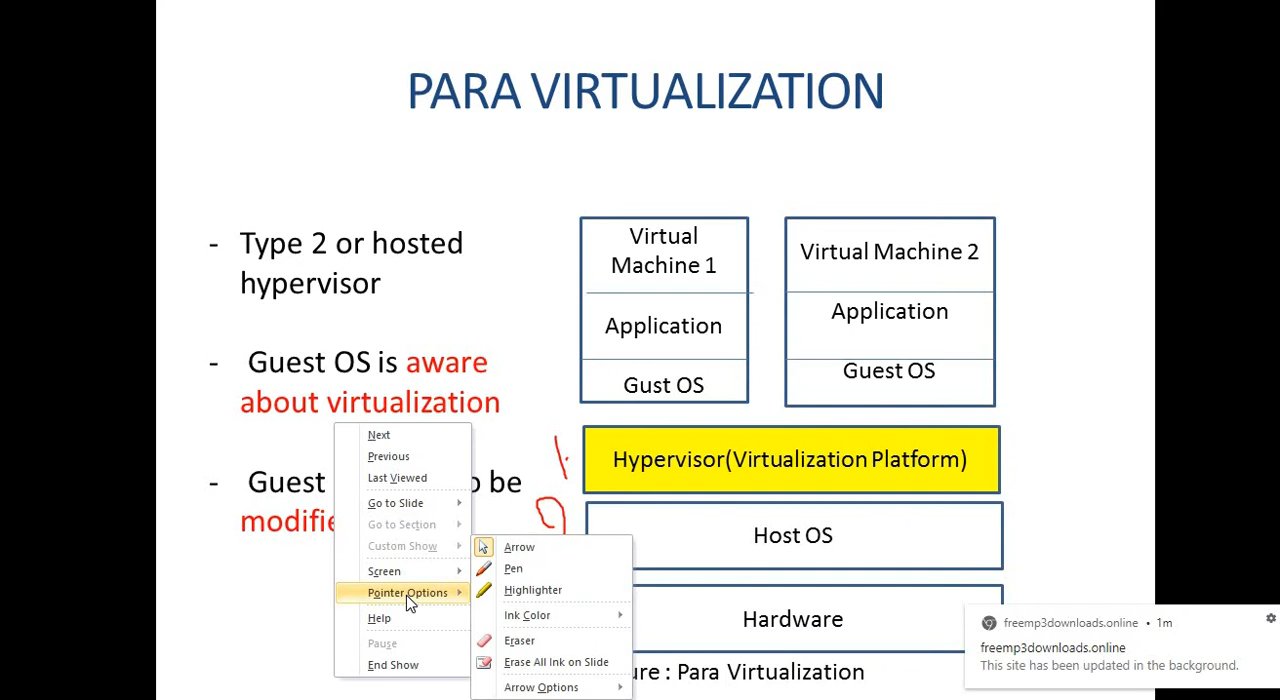 PARA VIRTUALIZATION
- Type 2 or hosted
hypervisor
- Guest OS is aware
about virtualization
- Guest o be
modifie
Virtual
Machine 1
Application
Gust OS
Virtual Machine 2
Application
Guest OS
Hypervisor(Virtualization Platform)
Host OS
Hardware
ure : Para Virtualization
Next
Previous
Last Viewed
Go to Slide
Go to Section
Custom Show
Screen
Pointer Options
Help
Pause
End Show
Arrow
Pen
Highlighter
Ink Color
Eraser
Erase All Ink on Slide
Arrow Options
freemp3downloads.online • 1m
freemp3downloads.online
This site has been updated in the background.